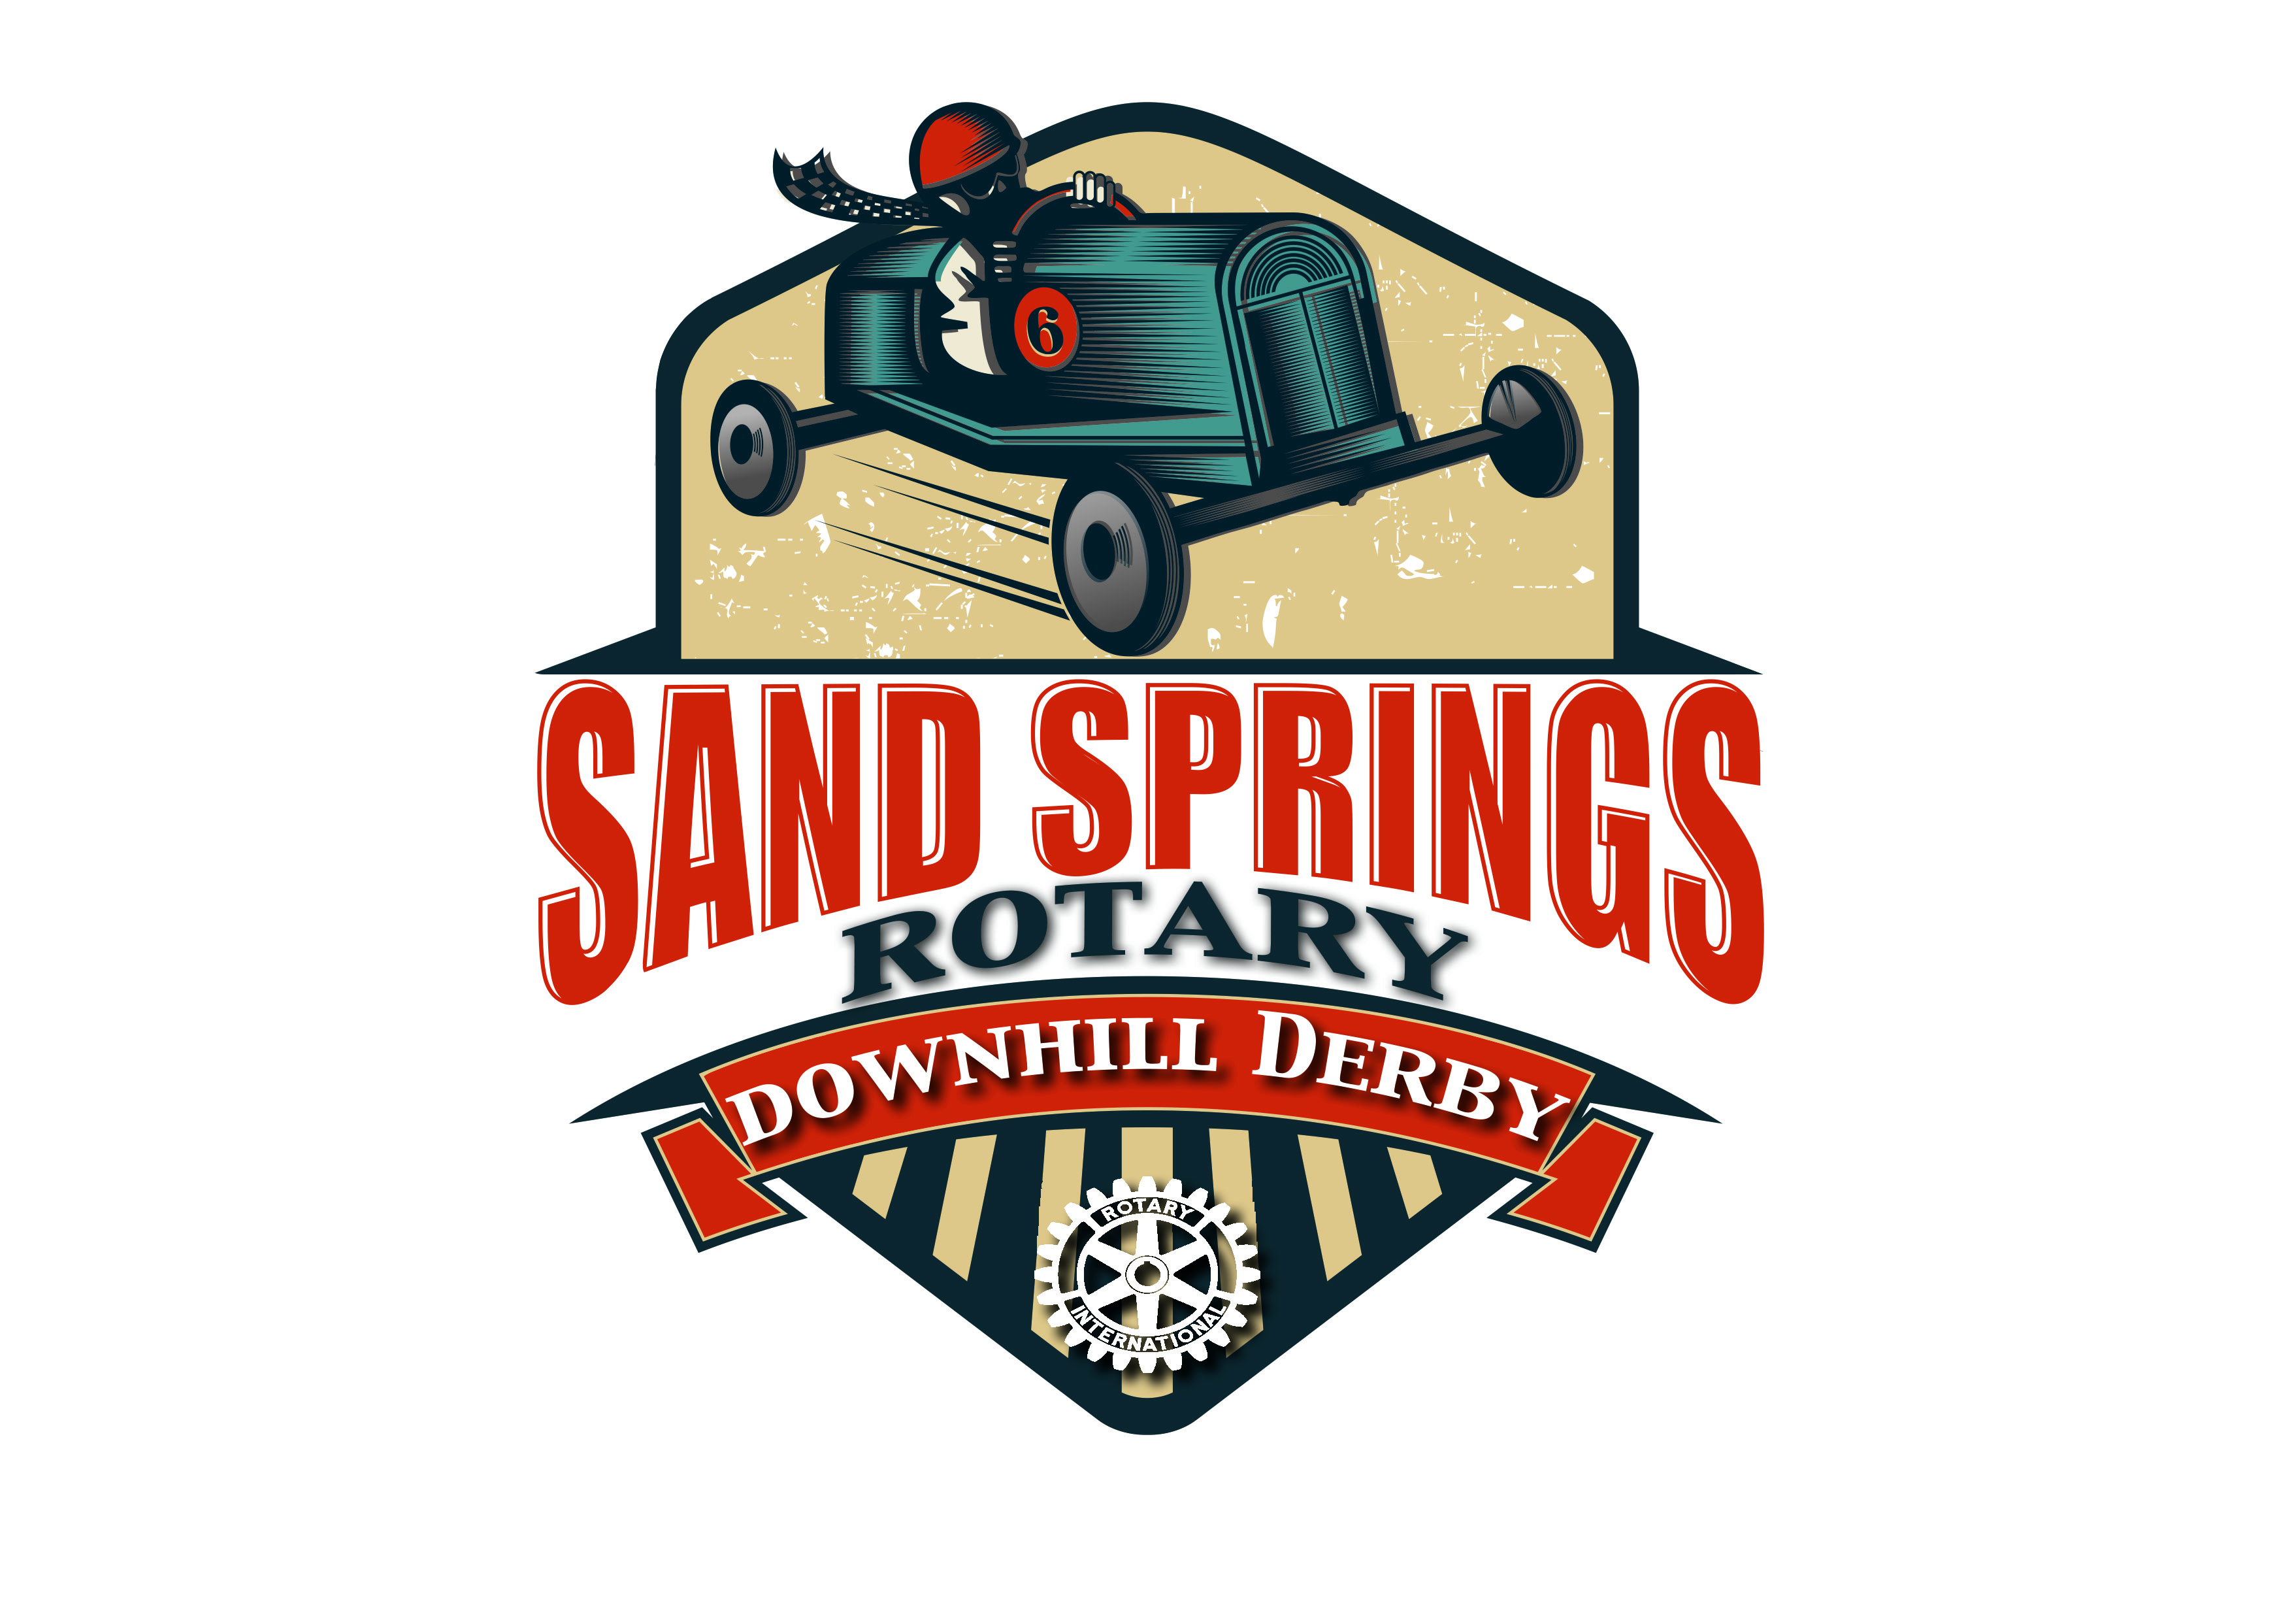 6
SAND SPRINGS
ROTARY
DOWNHILL DERBY
ROTARY
INTERNATIONAL